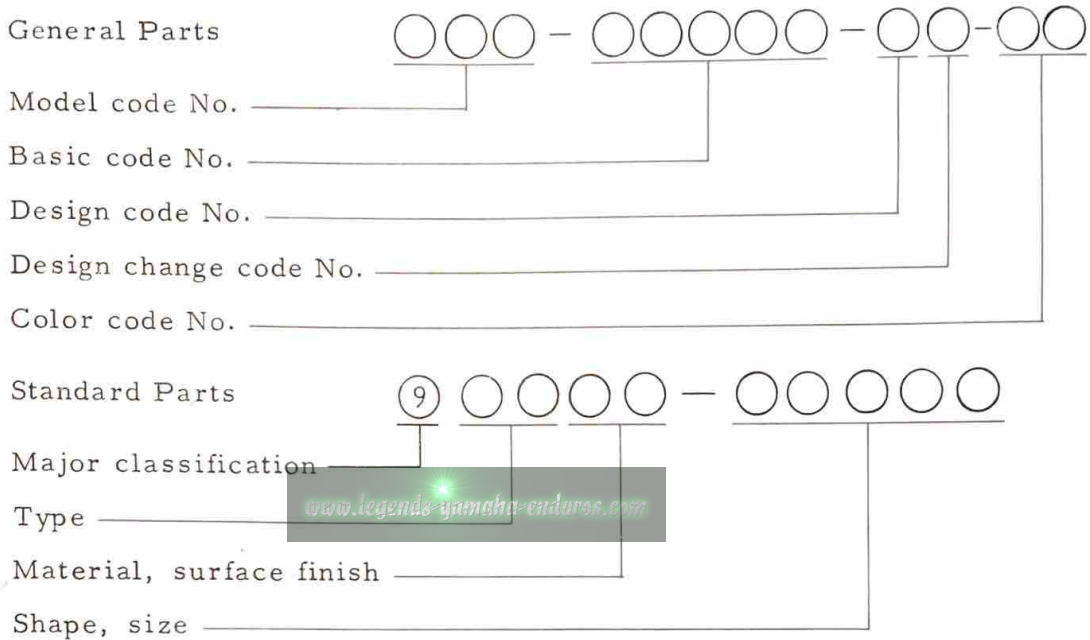 General Parts
Model code No.
Basic code No.
Design code No.
Design change code No.
Color code No.
Standard Parts 9
Major classification
www.legends-yamaha-enduros.com
Type
Material, surface finish
Shape, size